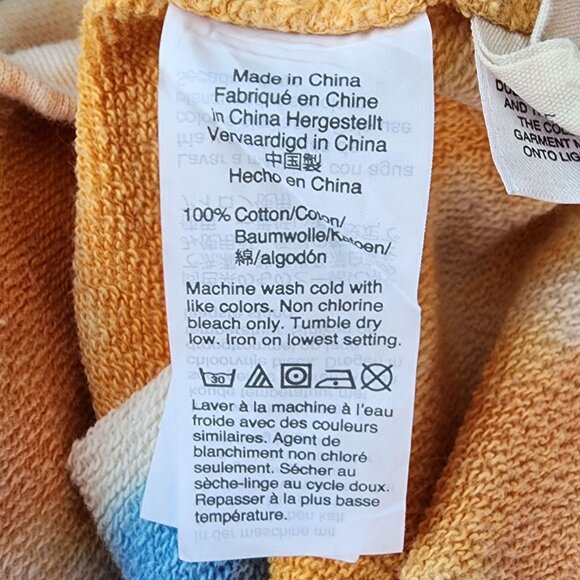 Made in China
Fabriqué en Chine
in China Hergestellt
Vervaardigd in China
中国製
Hecho en China
100% Cotton/Coton/
Baumwolle/Katoen/
綿/algodón
Machine wash cold with
like colors. Non chlorine
bleach only. Tumble dry
low. Iron on lowest setting.
30
Laver à la machine à l'eau
froide avec des couleurs
similaires. Agent de
blanchiment non chloré
seulement. Sécher au
sèche-linge au cycle doux.
Repasser à la plus basse
température.
AND
THE COL
GARMENT M
ONTO LIG